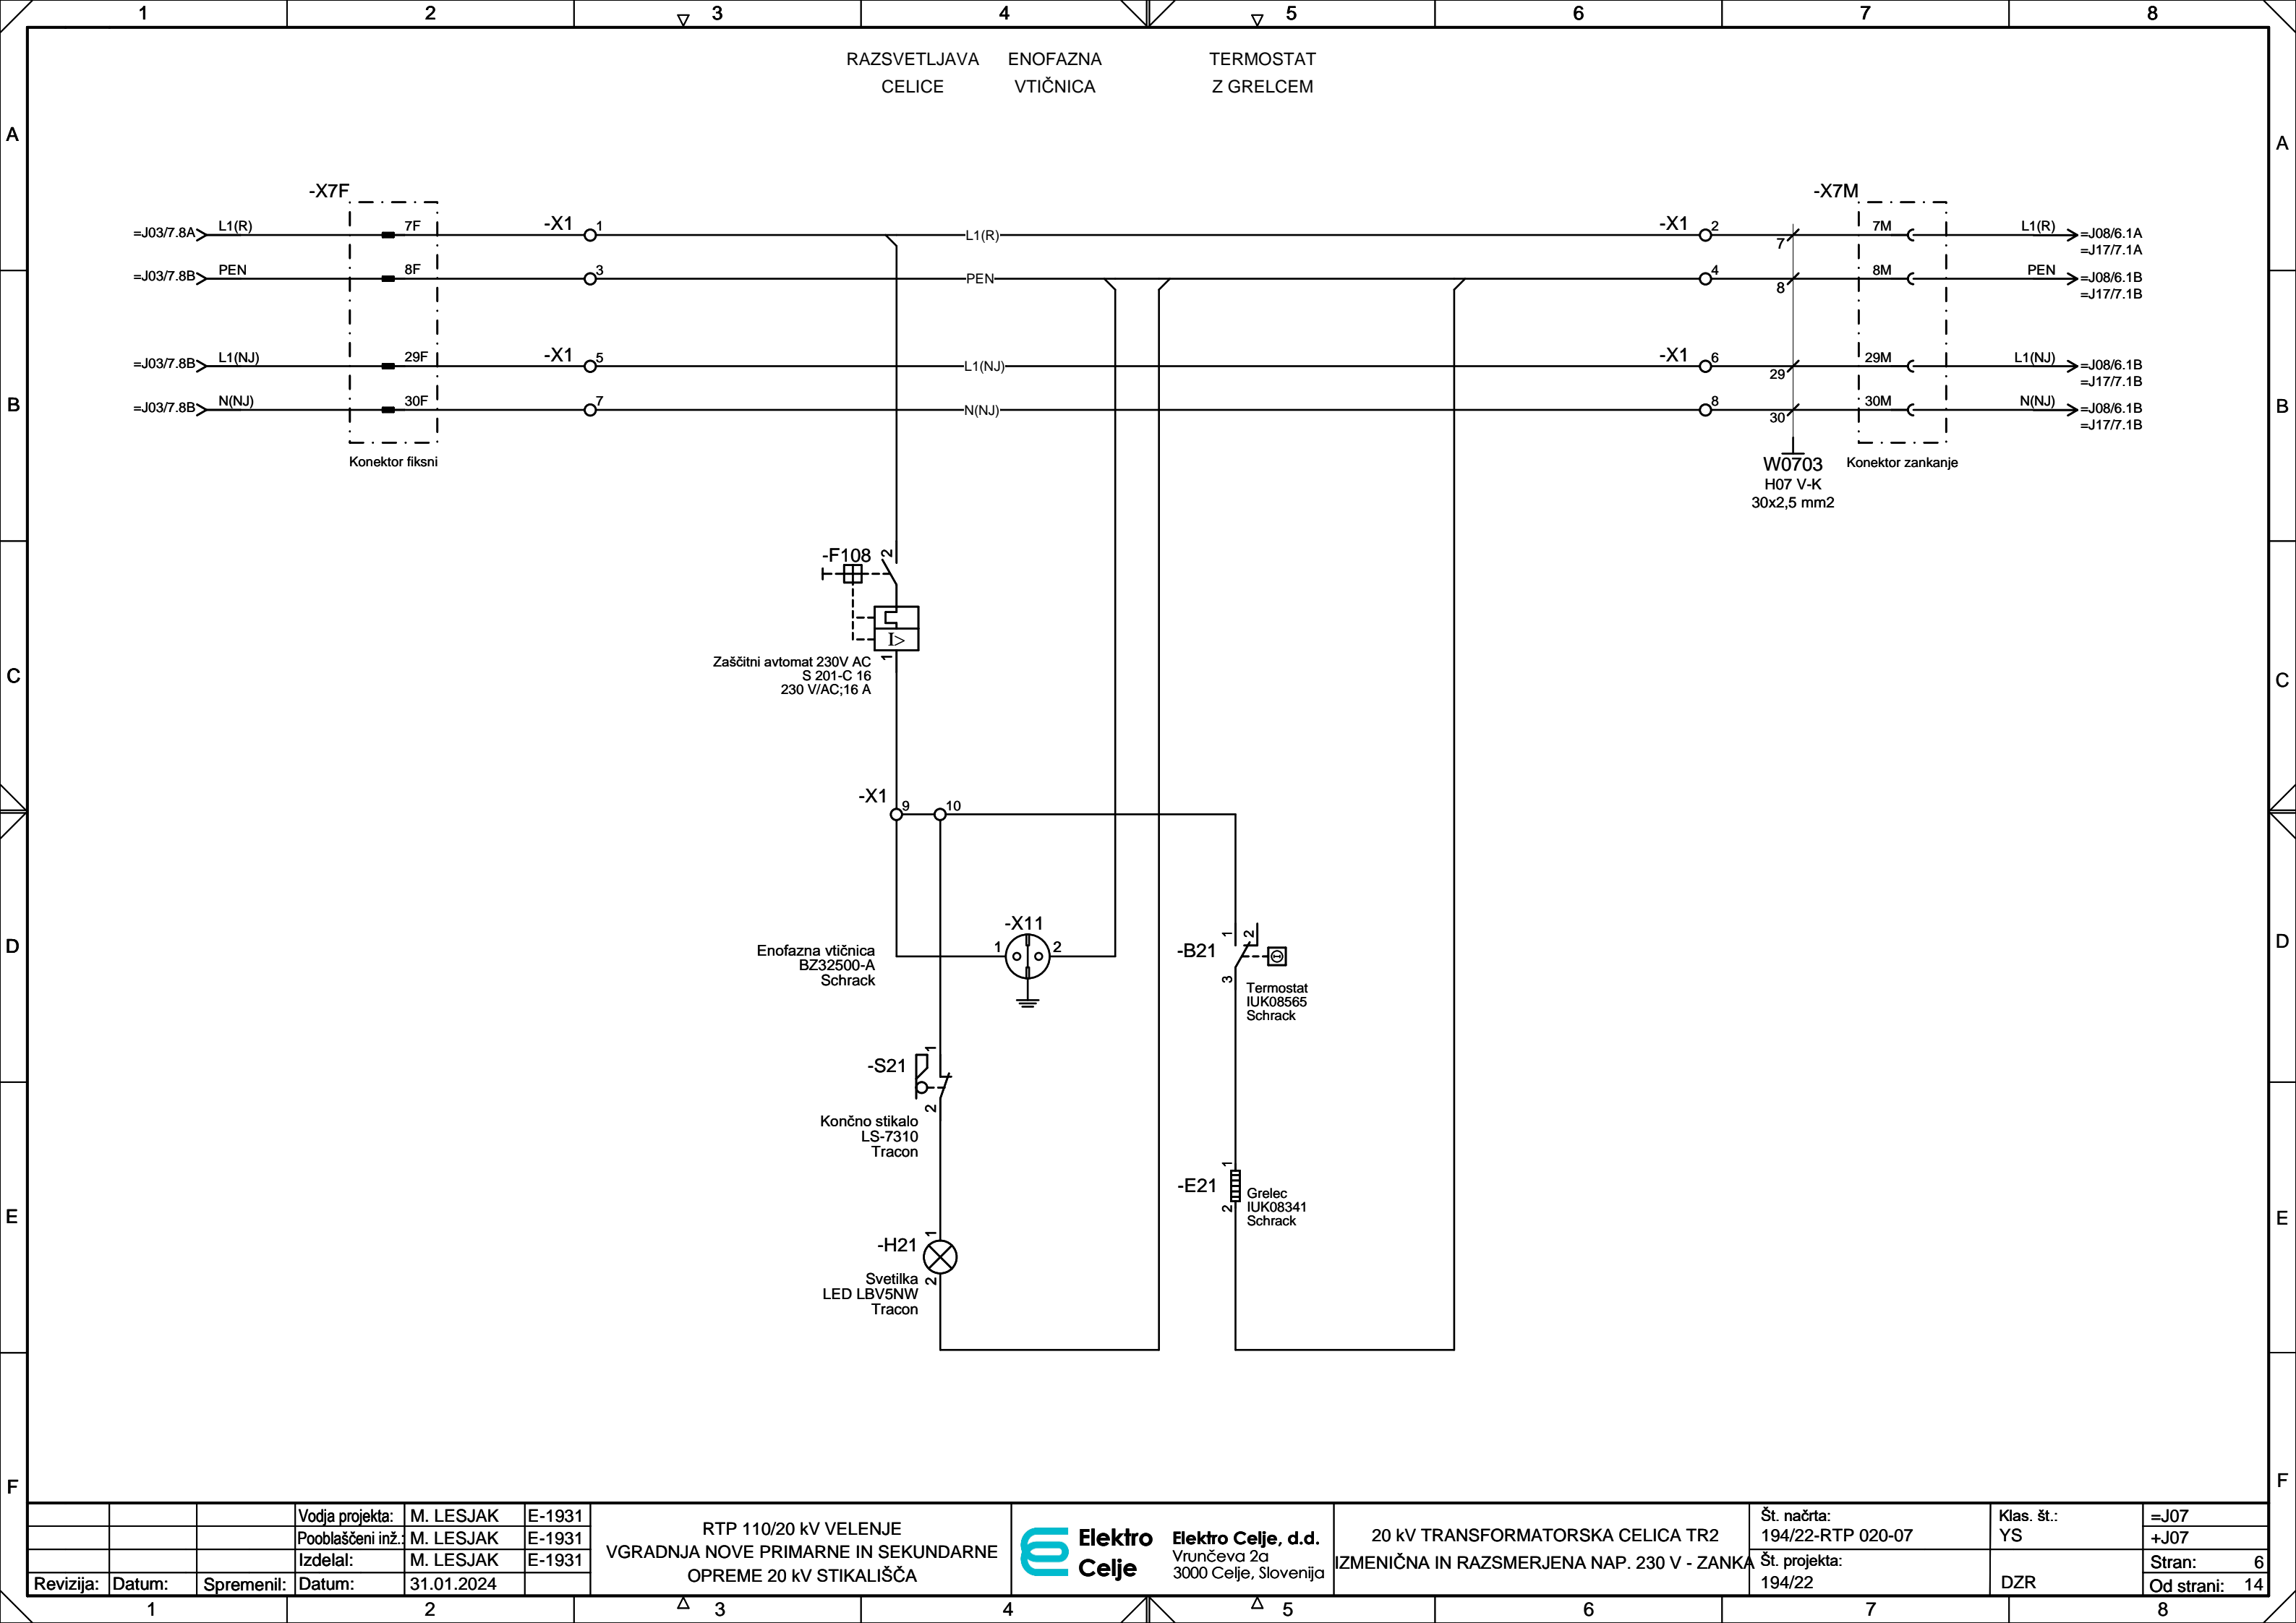 1 2 3 4 5 6 7 8
RAZSVETLJAVA
CELICE
ENOFAZNA
VTIČNICA
TERMOSTAT
Z GRELCEM
A
A
-X7F
-X7M
=J03/7.8A
L1(R)
7F
-X1
1
L1(R)
-X1
2
7
7M
L1(R)
=J08/6.1A
=J17/7.1A
=J03/7.8B
PEN
8F
3
PEN
4
8
8M
PEN
=J08/6.1B
=J17/7.1B
=J03/7.8B
L1(NJ)
29F
-X1
5
L1(NJ)
-X1
6
29
29M
L1(NJ)
=J08/6.1B
=J17/7.1B
B
B
=J03/7.8B
N(NJ)
30F
7
N(NJ)
8
30
30M
N(NJ)
=J08/6.1B
=J17/7.1B
Konektor fiksni
W0703
H07 V-K
30x2,5 mm2
Konektor zankanje
-F108
2
I>
1
Zaščitni avtomat 230V AC
S 201-C 16
230 V/AC;16 A
C
C
-X1
9
10
D
D
-X11
1
2
Enofazna vtičnica
BZ32500-A
Schrack
-B21
1
2
3
Termostat
IUK08565
Schrack
-S21
1
2
Končno stikalo
LS-7310
Tracon
-E21
1
2
Grelec
IUK08341
Schrack
E
E
-H21
1
2
Svetilka
LED LBV5NW
Tracon
F
F
Vodja projekta: M. LESJAK E-1931
Pooblaščeni inž.: M. LESJAK E-1931
Izdelal: M. LESJAK E-1931
Revizija: Datum: Spremenil: Datum: 31.01.2024
RTP 110/20 kV VELENJE
VGRADNJA NOVE PRIMARNE IN SEKUNDARNE
OPREME 20 kV STIKALIŠČA
Elektro
Celje
Elektro Celje, d.d.
Vrunčeva 2a
3000 Celje, Slovenija
20 kV TRANSFORMATORSKA CELICA TR2
IZMENIČNA IN RAZSMERJENA NAP. 230 V - ZANKA
Št. načrta:
194/22-RTP 020-07
Št. projekta:
194/22
Klas. št.:
YS
DZR
=J07
+J07
Stran: 6
Od strani: 14
1 2 3 4 5 6 7 8